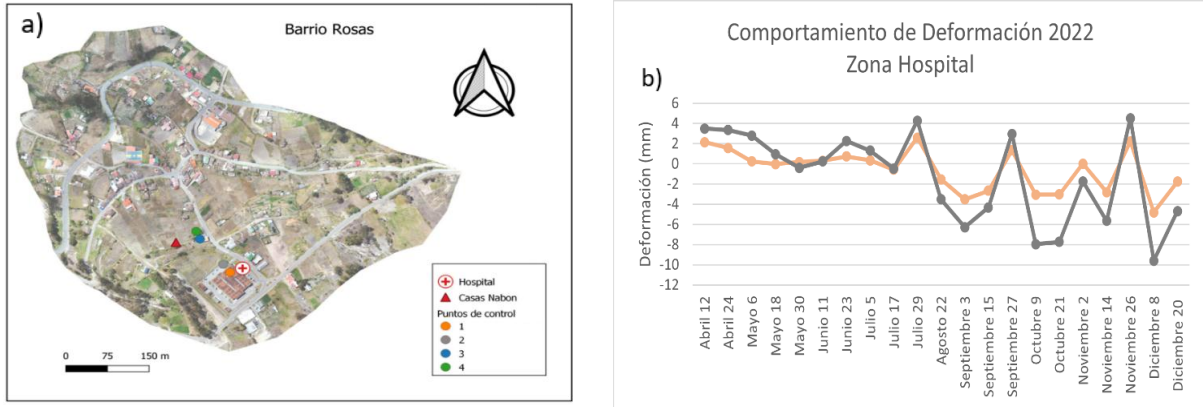 a)
Barrio Rosas
Hospital
Casas Nabon
Puntos de control
1
2
3
4
0 75 150 m
Comportamiento de Deformación 2022
Zona Hospital
b)
Deformación (mm)
6
4
2
0
-2
-4
-6
-8
-10
-12
Abril 12
Abril 24
Mayo 6
Mayo 18
Mayo 30
Junio 11
Junio 23
Julio 5
Julio 17
Julio 29
Agosto 22
Septiembre 3
Septiembre 15
Septiembre 27
Octubre 9
Octubre 21
Noviembre 2
Noviembre 14
Noviembre 26
Diciembre 8
Diciembre 20